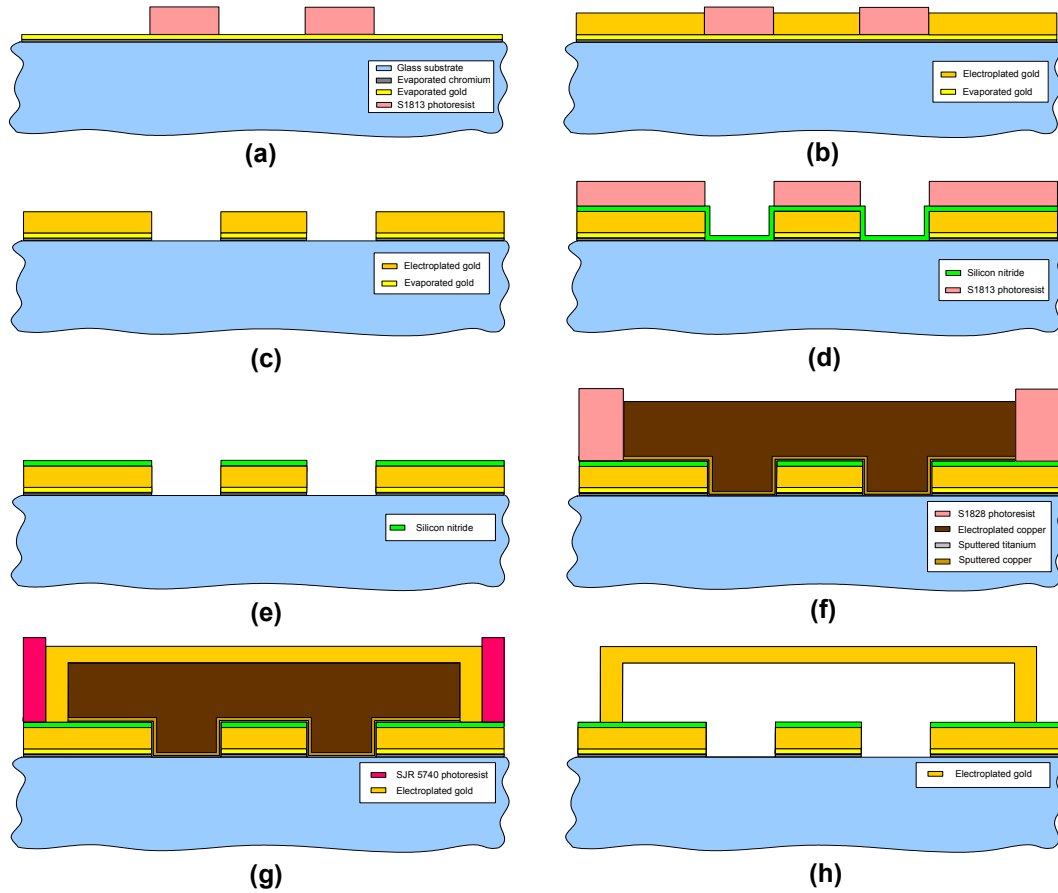 Glass substrate
Evaporated chromium
Evaporated gold
S1813 photoresist
(a)
Electroplated gold
Evaporated gold
(b)
Electroplated gold
Evaporated gold
(c)
Silicon nitride
S1813 photoresist
(d)
Silicon nitride
(e)
S1828 photoresist
Electroplated copper
Sputtered titanium
Sputtered copper
(f)
SJR 5740 photoresist
Electroplated gold
(g)
Electroplated gold
(h)